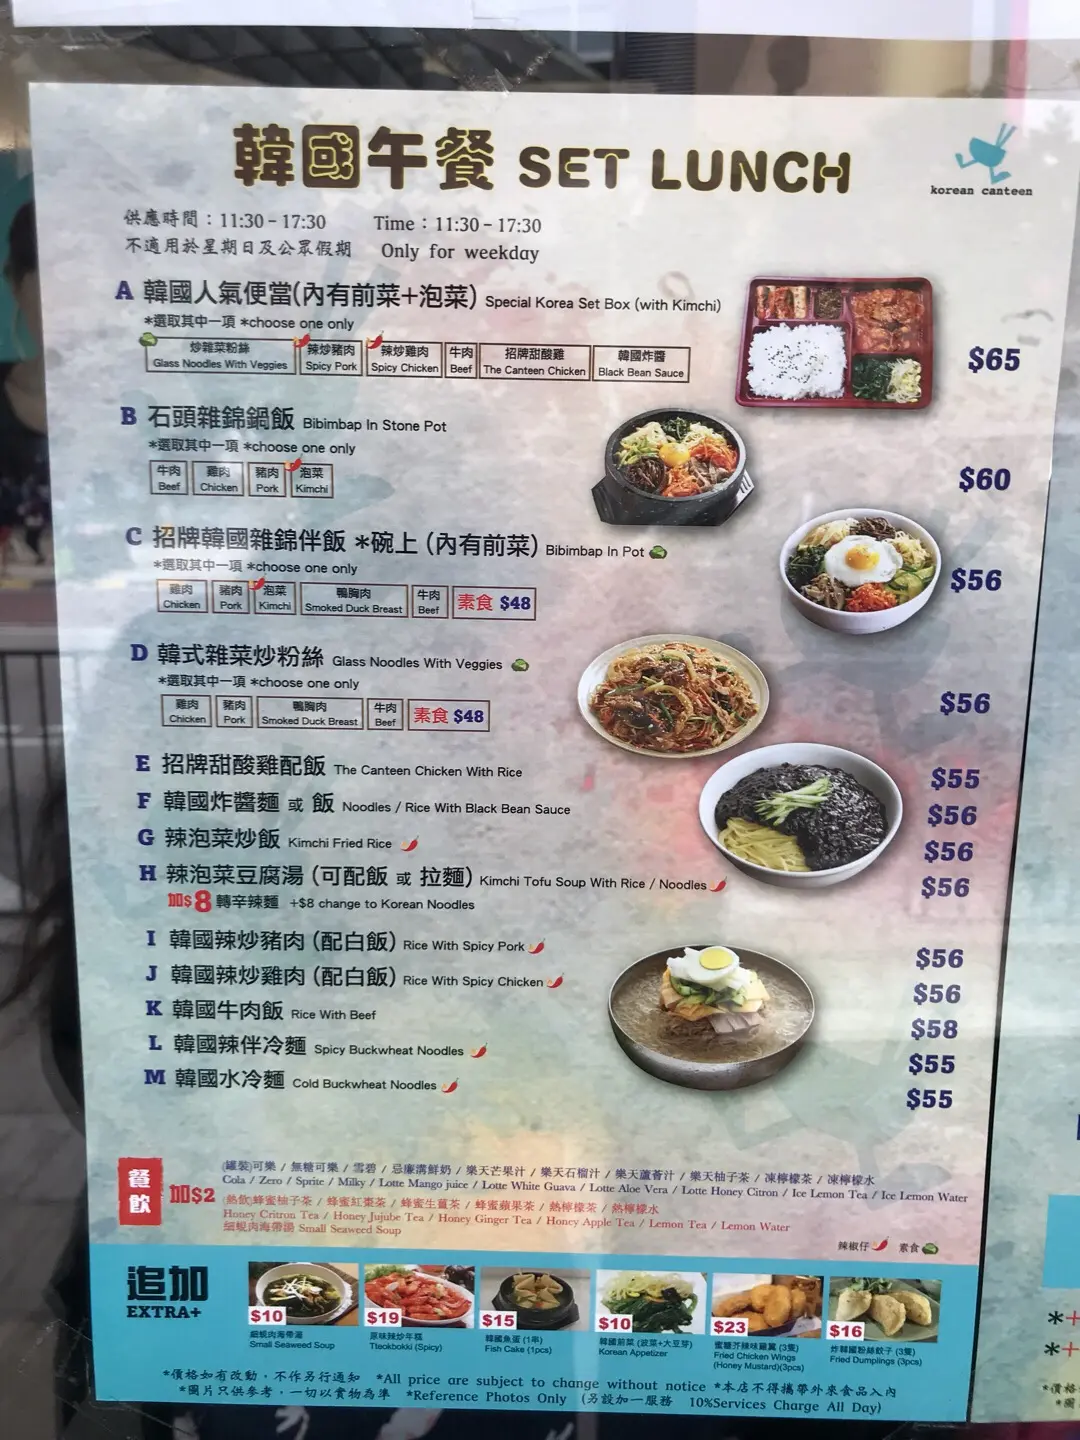 韓國午餐 SET LUNCH
korean canteen
供應時間：11:30 - 17:30 Time：11:30 - 17:30
不適用於星期日及公眾假期 Only for weekday
A 韓國人氣便當(內有前菜+泡菜) Special Korea Set Box (with Kimchi)
*選取其中一項 *choose one only
炒雜菜粉絲 辣炒豬肉 辣炒雞肉 牛肉 招牌甜酸雞 韓國炸醬
Glass Noodles With Veggies Spicy Pork Spicy Chicken Beef The Canteen Chicken Black Bean Sauce
$65
B 石頭雜錦鍋飯 Bibimbap In Stone Pot
*選取其中一項 *choose one only
牛肉 雞肉 豬肉 泡菜
Beef Chicken Pork Kimchi
$60
C 招牌韓國雜錦伴飯 *碗上 (內有前菜) Bibimbap In Pot
*選取其中一項 *choose one only
雞肉 豬肉 泡菜 鴨胸肉 牛肉 素食 $48
Chicken Pork Kimchi Smoked Duck Breast Beef
$56
D 韓式雜菜炒粉絲 Glass Noodles With Veggies
*選取其中一項 *choose one only
雞肉 豬肉 鴨胸肉 牛肉 素食 $48
Chicken Pork Smoked Duck Breast Beef
$56
E 招牌甜酸雞配飯 The Canteen Chicken With Rice $55
F 韓國炸醬麵 或 飯 Noodles / Rice With Black Bean Sauce $56
G 辣泡菜炒飯 Kimchi Fried Rice $56
H 辣泡菜豆腐湯 (可配飯 或 拉麵) Kimchi Tofu Soup With Rice / Noodles $56
加$8 轉辛辣麵 +$8 change to Korean Noodles
I 韓國辣炒豬肉 (配白飯) Rice With Spicy Pork $56
J 韓國辣炒雞肉 (配白飯) Rice With Spicy Chicken $56
K 韓國牛肉飯 Rice With Beef $58
L 韓國辣伴冷麵 Spicy Buckwheat Noodles $55
M 韓國水冷麵 Cold Buckwheat Noodles $55
餐飲 加$2
(罐裝)可樂 / 無糖可樂 / 雪碧 / 忌廉溝鮮奶 / 樂天芒果汁 / 樂天石榴汁 / 樂天蘆薈汁 / 樂天柚子茶 / 凍檸檬茶 / 凍檸檬水
Cola / Zero / Sprite / Milky / Lotte Mango juice / Lotte White Guava / Lotte Aloe Vera / Lotte Honey Citron / Ice Lemon Tea / Ice Lemon Water
(熱飲)蜂蜜柚子茶 / 蜂蜜紅棗茶 / 蜂蜜生薑茶 / 蜂蜜蘋果茶 / 熱檸檬茶 / 熱檸檬水
Honey Critron Tea / Honey Jujube Tea / Honey Ginger Tea / Honey Apple Tea / Lemon Tea / Lemon Water
細蜆肉海帶湯 Small Seaweed Soup
辣椒仔 素食
追加
EXTRA+
$10 $19 $15 $10 $23 $16
細蜆肉海帶湯
Small Seaweed Soup
原味辣炒年糕
Tteokbokki (Spicy)
韓國魚蛋 (1串)
Fish Cake (1pcs)
韓國前菜 (菠菜+大豆芽)
Korean Appetizer
蜜糖芥辣味雞翼 (3隻)
Fried Chicken Wings
(Honey Mustard)(3pcs)
炸韓國粉絲餃子 (3隻)
Fried Dumplings (3pcs)
*價格如有改動，不作另行通知 *All price are subject to change without notice *本店不得攜帶外來食品入內
*圖片只供參考，一切以實物為準 *Reference Photos Only (另設加一服務 10%Services Charge All Day)